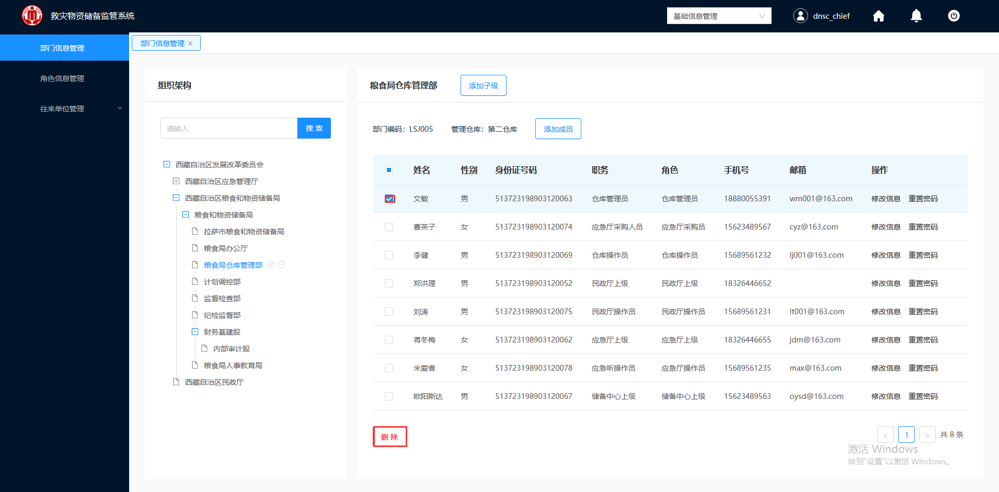 救灾物资储备监管系统
基础信息管理
dnsc_chief
部门信息管理
角色信息管理
往来单位管理
部门信息管理
组织架构
请输入
搜 索
西藏自治区发展改革委员会
西藏自治区应急管理厅
西藏自治区粮食和物资储备局
粮食和物资储备局
拉萨市粮食和物资储备局
粮食局办公厅
粮食局仓库管理部
计划调控部
监督检查部
纪检监督部
财务基建股
内部审计股
粮食局人事教育局
西藏自治区民政厅
粮食局仓库管理部 添加子级
部门编码：LSJ005 管理仓库：第二仓库 添加成员
姓名 性别 身份证号码 职务 角色 手机号 邮箱 操作
文敏 男 513723198903120063 仓库管理员 仓库管理员 18880055391 wm001@163.com 修改信息 重置密码
曹英子 女 513723198903120074 应急厅采购人员 应急厅采购员 15623489567 cyz@163.com 修改信息 重置密码
李健 男 513723198903120069 仓库操作员 仓库操作员 15689561232 lj001@163.com 修改信息 重置密码
郑洪理 男 513723198903120052 民政厅上级 民政厅上级 18326446652 修改信息 重置密码
刘涛 男 513723198903120075 民政厅操作员 民政厅操作员 15689561231 lt001@163.com 修改信息 重置密码
蒋冬梅 女 513723198903120062 应急厅上级 应急厅上级 18326446655 jdm@163.com 修改信息 重置密码
米爱香 女 513723198903120078 应急听操作员 应急厅操作员 15689561235 max@163.com 修改信息 重置密码
欧阳斯达 男 513723198903120067 储备中心上级 储备中心上级 15623489563 oysd@163.com 修改信息 重置密码
删 除
< 1 > 共 8 条
激活 Windows
转到“设置”以激活 Windows。